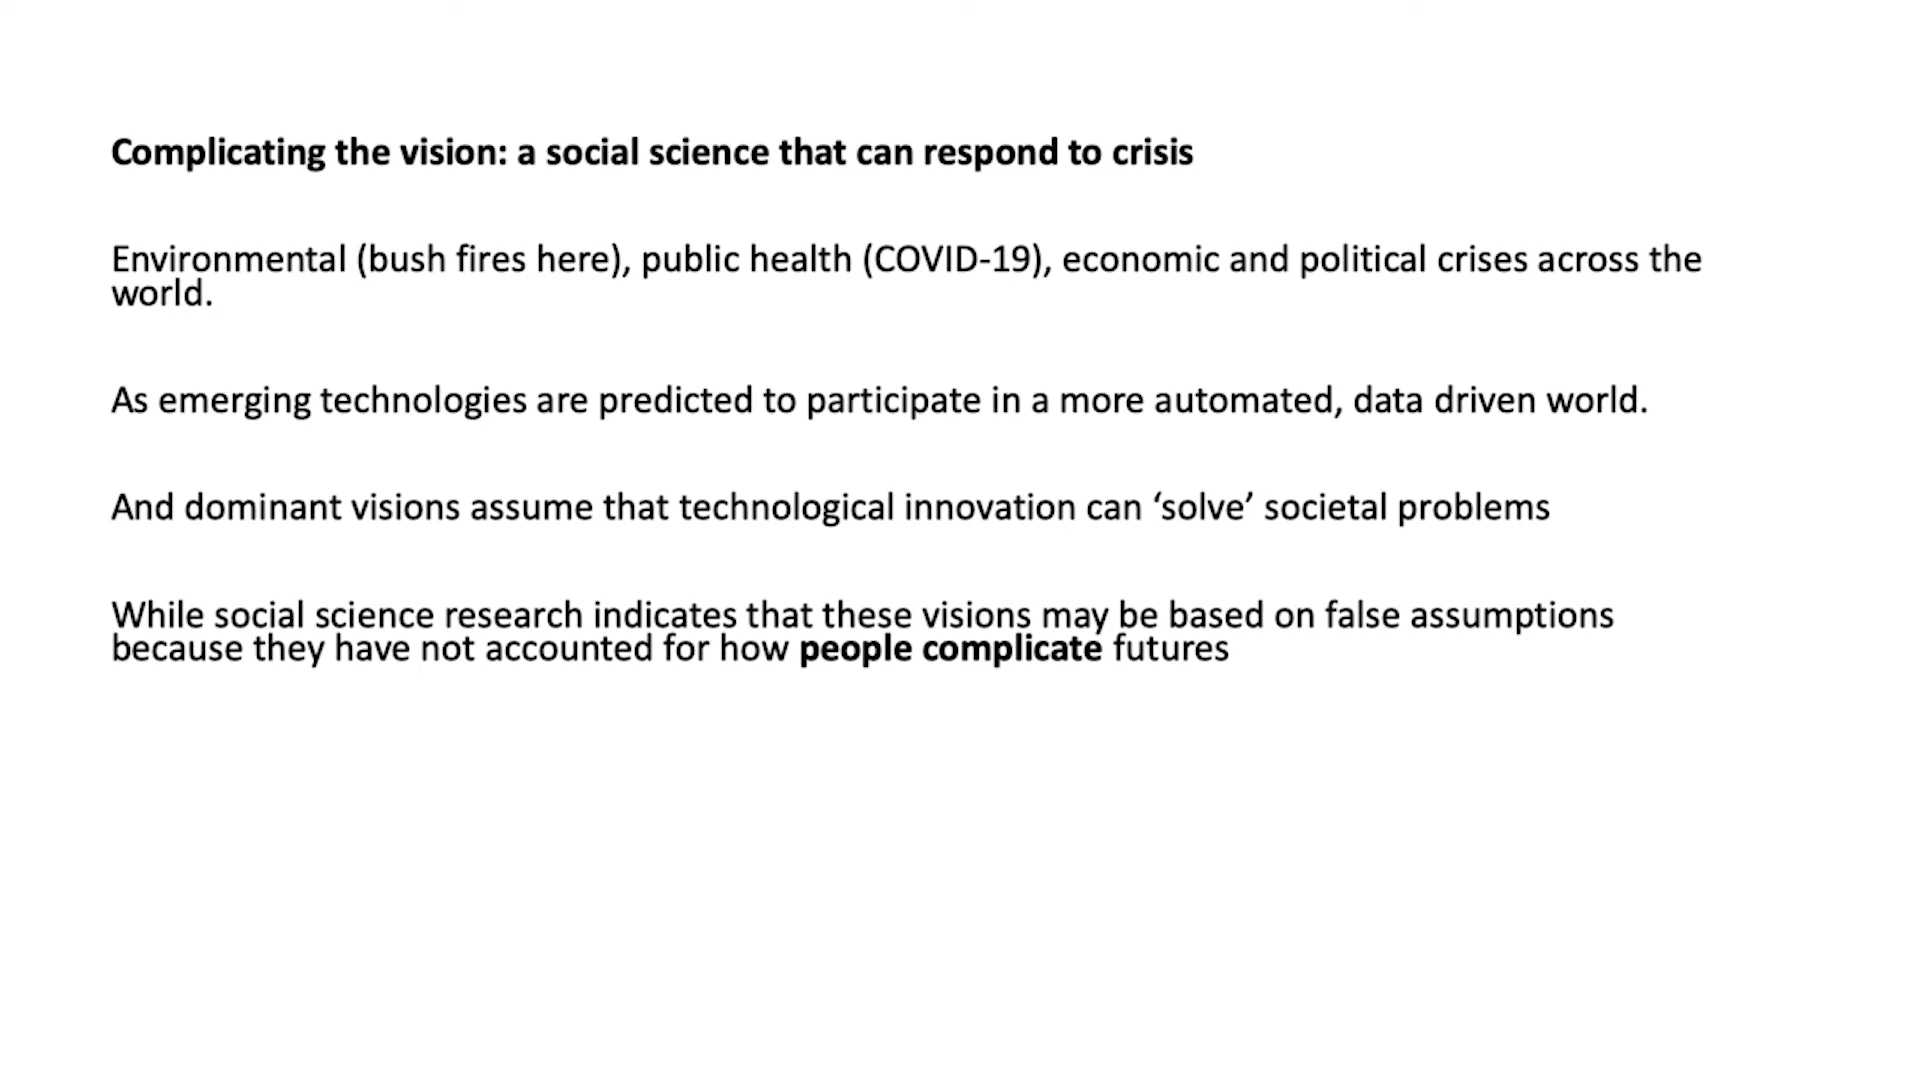 Complicating the vision: a social science that can respond to crisis
Environmental (bush fires here), public health (COVID-19), economic and political crises across the
world.
As emerging technologies are predicted to participate in a more automated, data driven world.
And dominant visions assume that technological innovation can ‘solve’ societal problems
While social science research indicates that these visions may be based on false assumptions
because they have not accounted for how people complicate futures